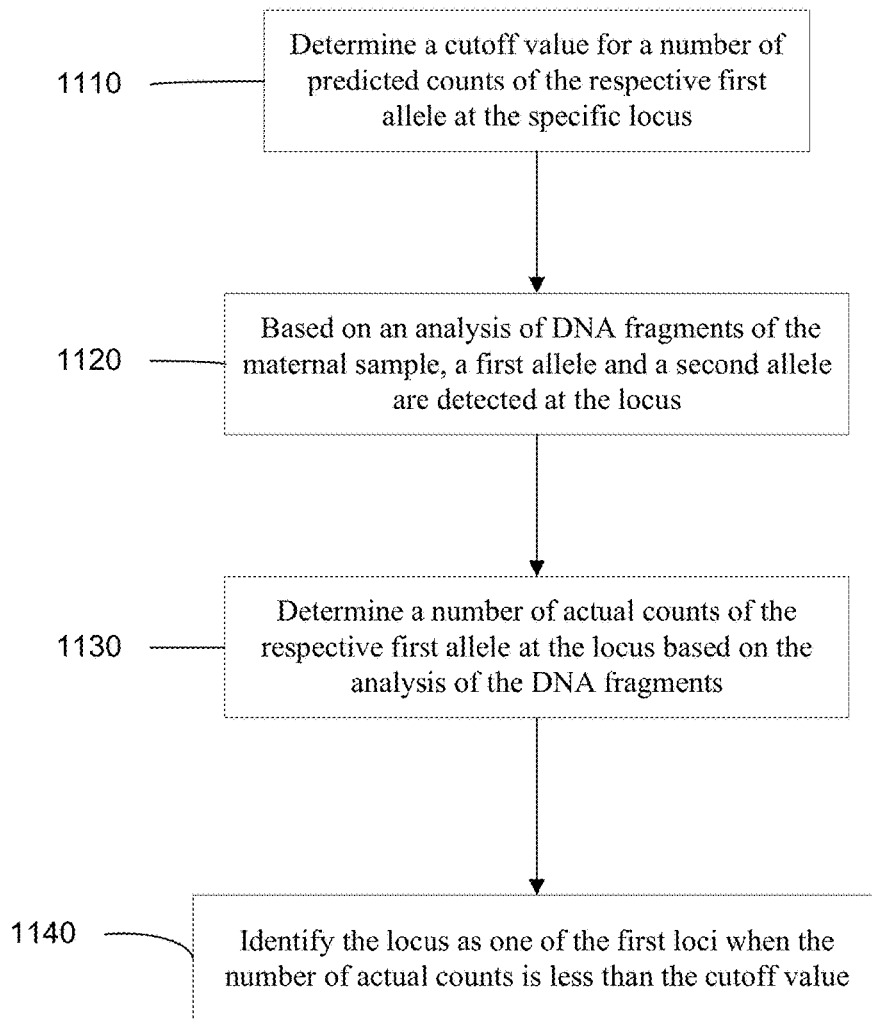 1110
Determine a cutoff value for a number of
predicted counts of the respective first
allele at the specific locus
1120
Based on an analysis of DNA fragments of the
maternal sample, a first allele and a second allele
are detected at the locus
1130
Determine a number of actual counts of the
respective first allele at the locus based on the
analysis of the DNA fragments
1140
Identify the locus as one of the first loci when the
number of actual counts is less than the cutoff value